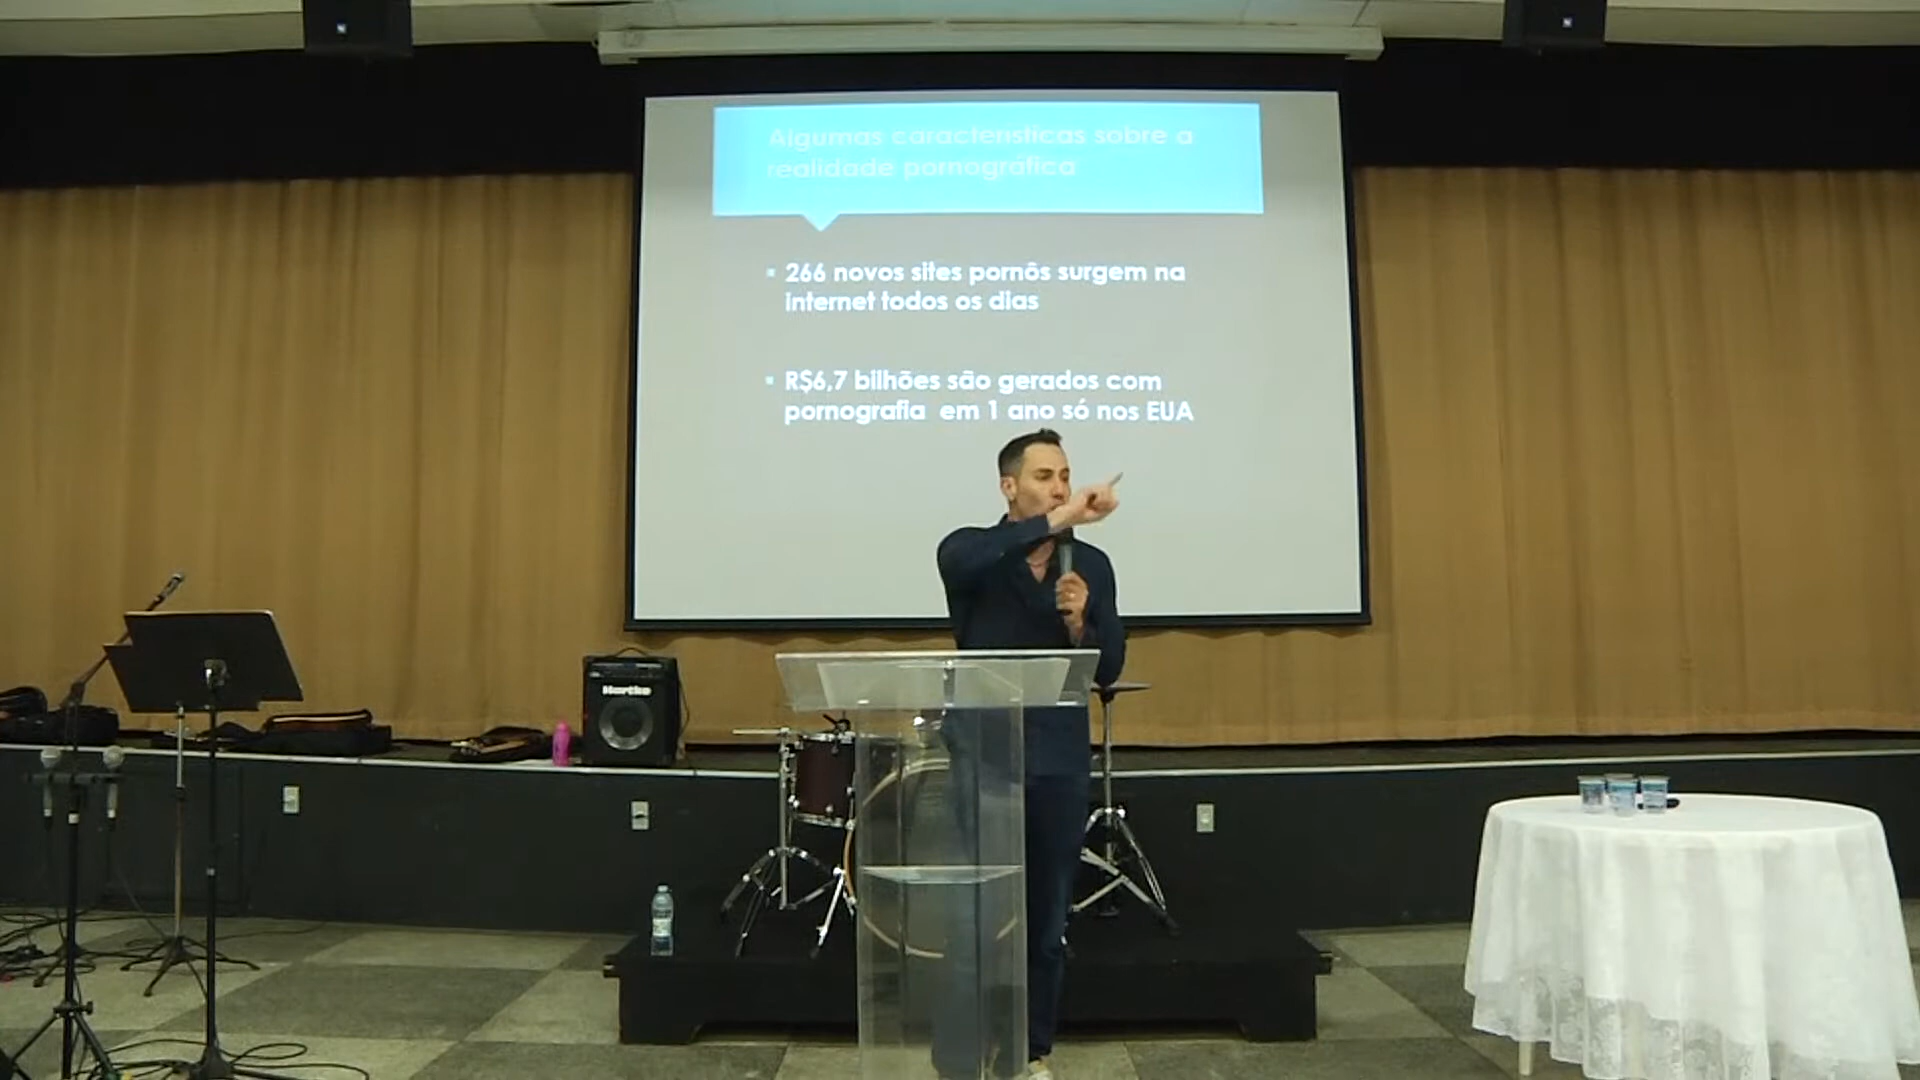 Algumas características sobre a
realidade pornográfica
266 novos sites pornôs surgem na
internet todos os dias
R$6,7 bilhões são gerados com
pornografia em 1 ano só nos EUA
Hartke